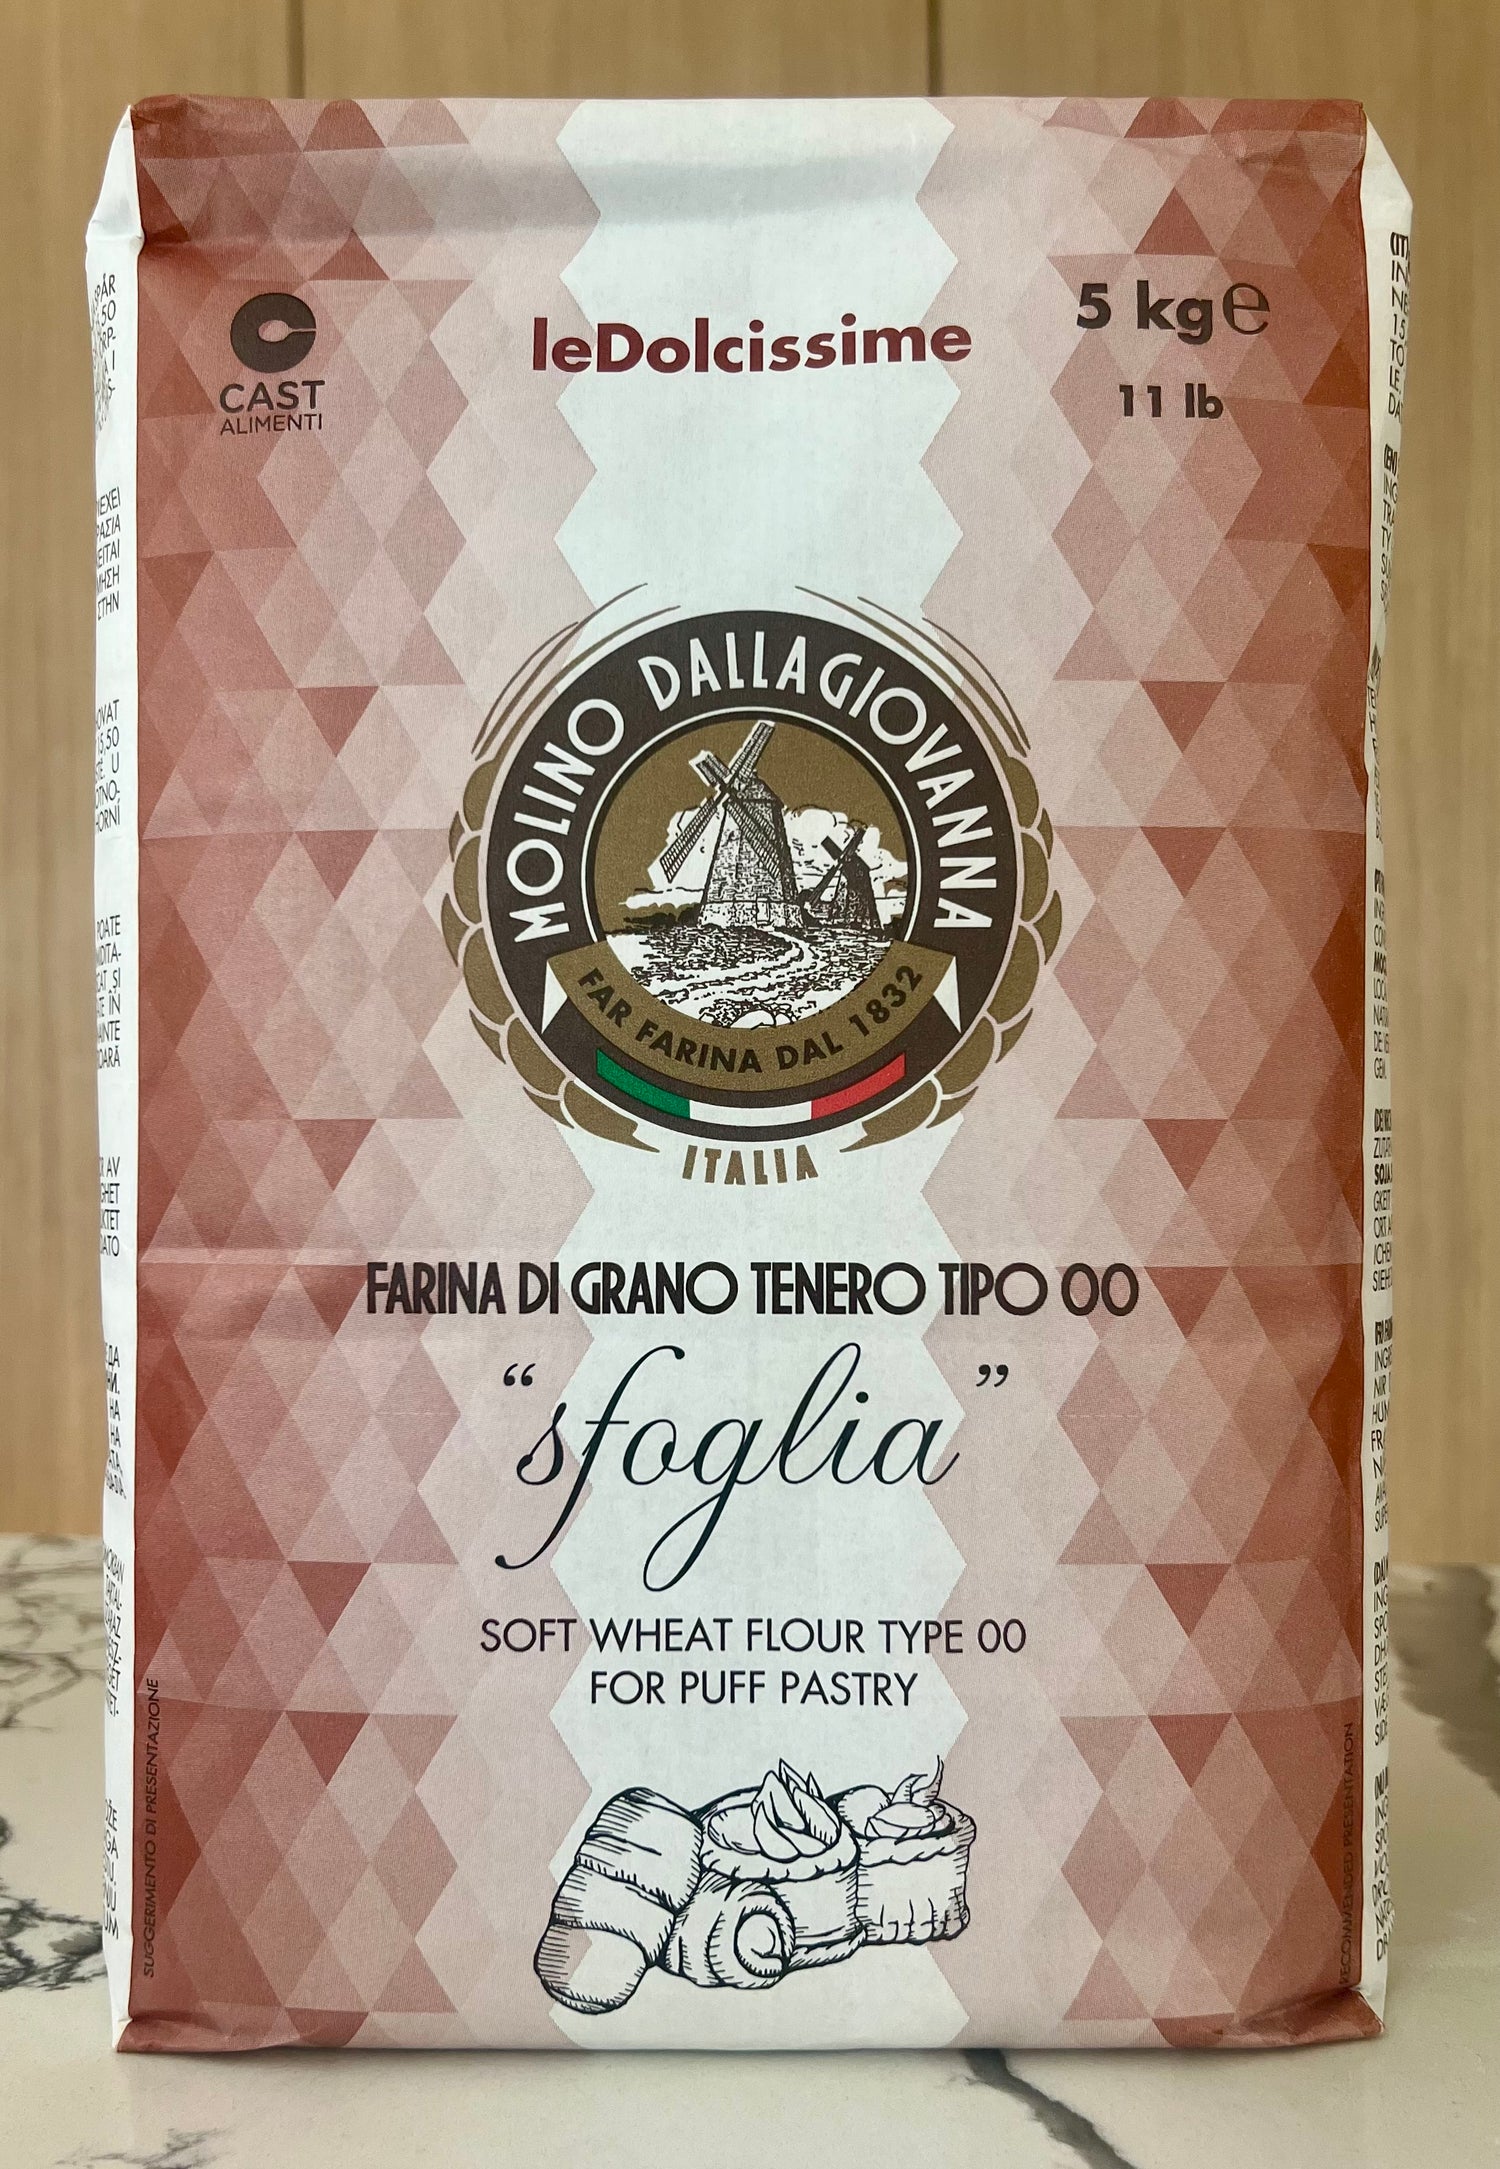 leDolcissime
5 kg ℮
11 lb
CAST
ALIMENTI
MOLINO DALLAGIOVANNA
FAR FARINA DAL 1832
ITALIA
FARINA DI GRANO TENERO TIPO 00
“sfoglia”
SOFT WHEAT FLOUR TYPE 00
FOR PUFF PASTRY
SUGGERIMENTO DI PRESENTAZIONE
RECOMMENDED PRESENTATION